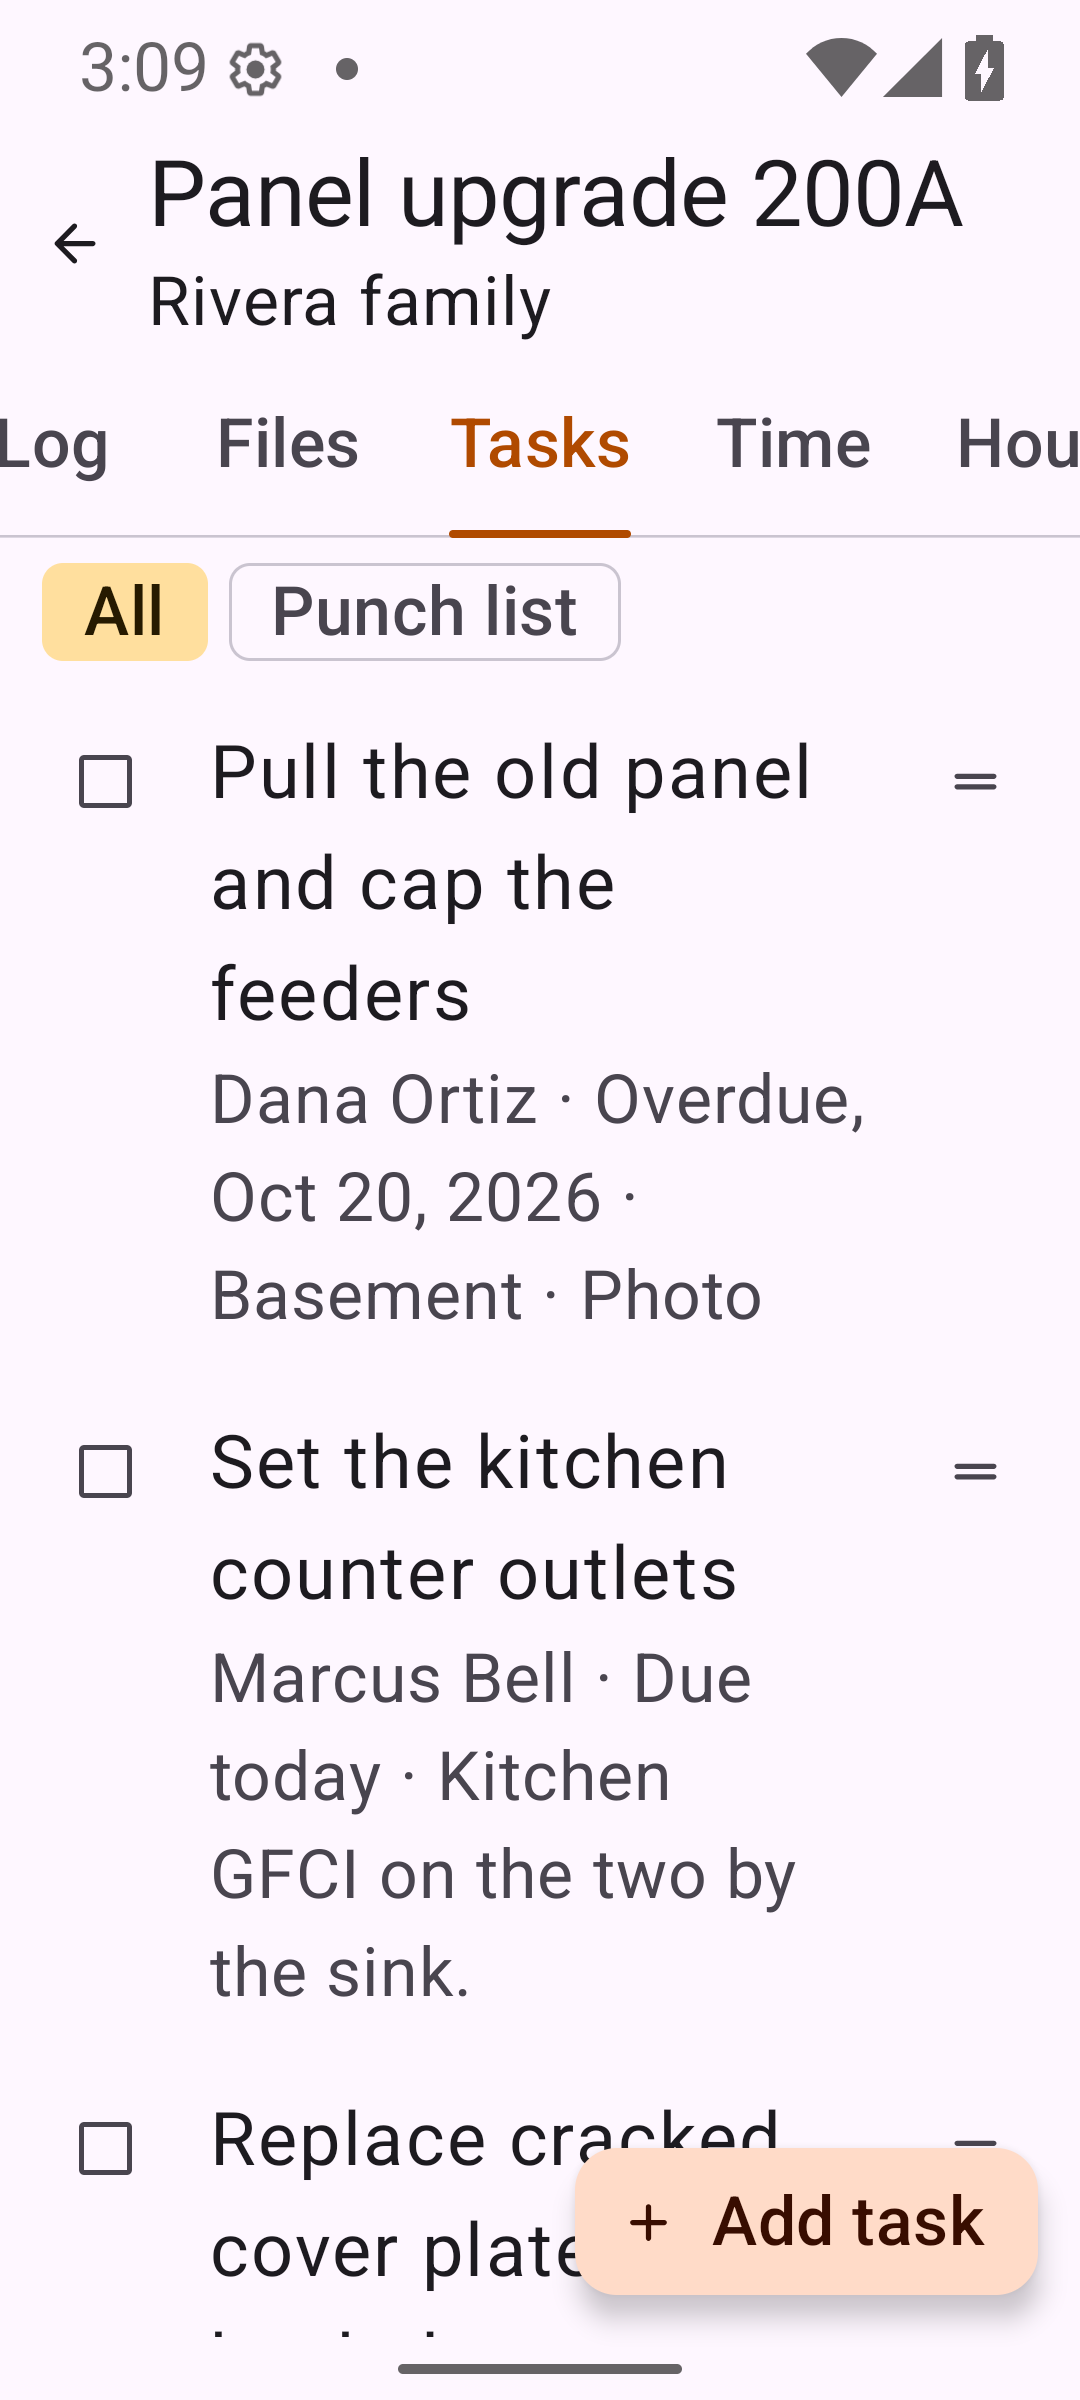 3:09
Panel upgrade 200A
Rivera family
Log Files Tasks Time Hou
All Punch list
Pull the old panel
and cap the
feeders
Dana Ortiz · Overdue,
Oct 20, 2026 ·
Basement · Photo
Set the kitchen
counter outlets
Marcus Bell · Due
today · Kitchen
GFCI on the two by
the sink.
Replace cracked
cover plate
+ Add task